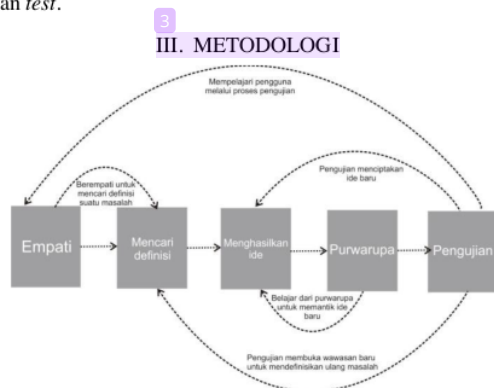 an test.
3
III. METODOLOGI
Mempelajari pengguna
melalui proses pengujian
Berempati untuk
mencari definisi
suatu masalah
Pengujian menciptakan
ide baru
Empati
Mencari
definisi
Menghasilkan
ide
Purwarupa
Pengujian
Belajar dari purwarupa
untuk memantik ide
baru
Pengujian membuka wawasan baru
untuk mendefinisikan ulang masalah